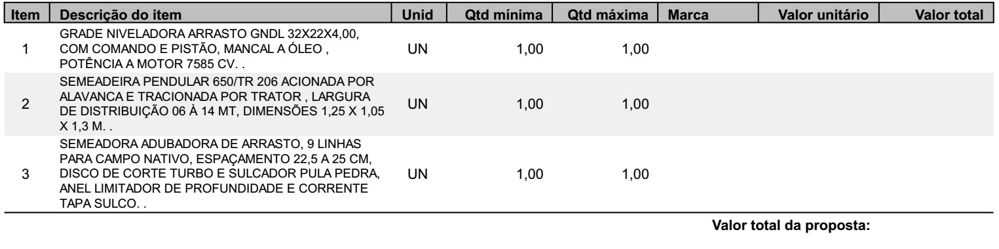 Item Descrição do item Unid Qtd mínima Qtd máxima Marca Valor unitário Valor total
GRADE NIVELADORA ARRASTO GNDL 32X22X4,00,
1 COM COMANDO E PISTÃO, MANCAL A ÓLEO , UN 1,00 1,00
POTÊNCIA A MOTOR 7585 CV. .
SEMEADEIRA PENDULAR 650/TR 206 ACIONADA POR
ALAVANCA E TRACIONADA POR TRATOR , LARGURA
2 DE DISTRIBUIÇÃO 06 À 14 MT, DIMENSÕES 1,25 X 1,05 UN 1,00 1,00
X 1,3 M. .
SEMEADORA ADUBADORA DE ARRASTO, 9 LINHAS
PARA CAMPO NATIVO, ESPAÇAMENTO 22,5 A 25 CM,
3 DISCO DE CORTE TURBO E SULCADOR PULA PEDRA, UN 1,00 1,00
ANEL LIMITADOR DE PROFUNDIDADE E CORRENTE
TAPA SULCO. .
Valor total da proposta: